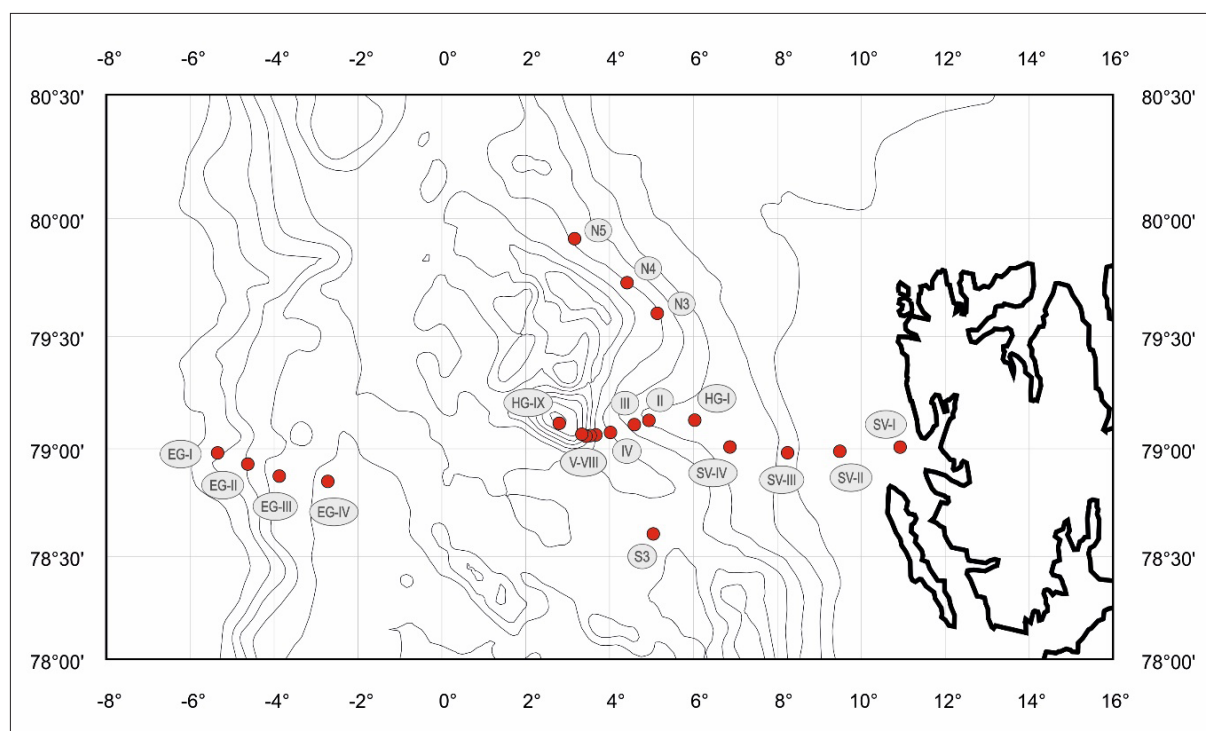 -8° -6° -4° -2° 0° 2° 4° 6° 8° 10° 12° 14° 16°
80°30' 80°30'
80°00' 80°00'
N5
N4
N3
79°30' 79°30'
HG-IX III II HG-I
SV-I
79°00' 79°00'
EG-I IV
V-VIII SV-IV SV-III SV-II
EG-II
EG-III EG-IV
78°30' S3 78°30'
78°00' 78°00'
-8° -6° -4° -2° 0° 2° 4° 6° 8° 10° 12° 14° 16°